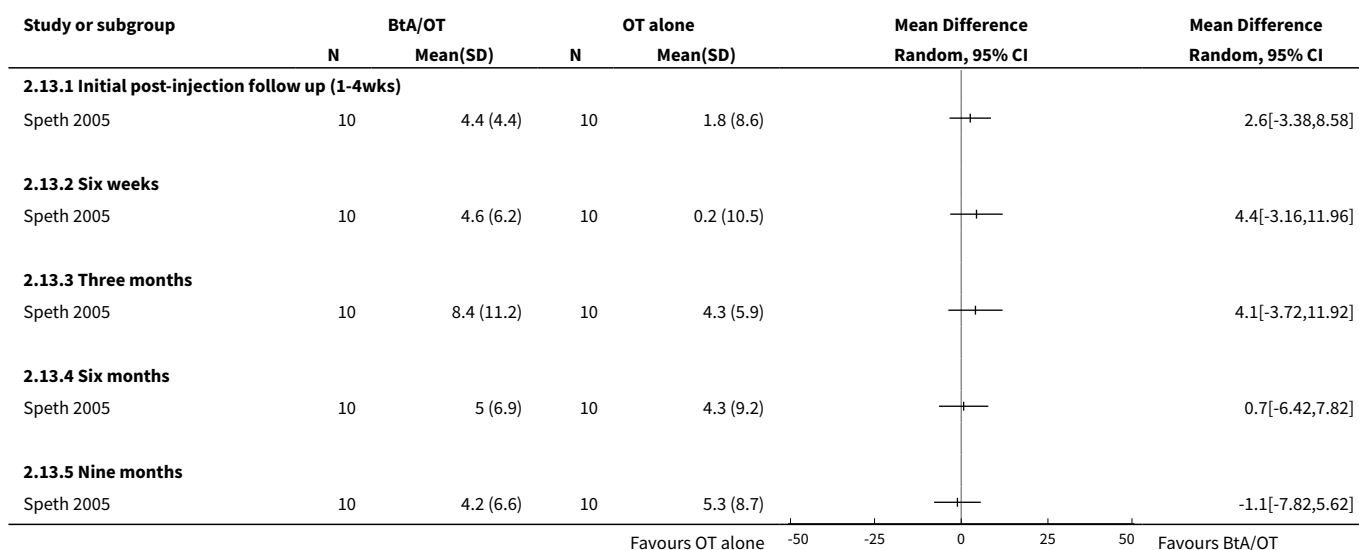 Study or subgroup BtA/OT OT alone Mean Difference Mean Difference
N Mean(SD) N Mean(SD) Random, 95% CI Random, 95% CI
2.13.1 Initial post-injection follow up (1-4wks)
Speth 2005 10 4.4 (4.4) 10 1.8 (8.6) 2.6[-3.38,8.58]
2.13.2 Six weeks
Speth 2005 10 4.6 (6.2) 10 0.2 (10.5) 4.4[-3.16,11.96]
2.13.3 Three months
Speth 2005 10 8.4 (11.2) 10 4.3 (5.9) 4.1[-3.72,11.92]
2.13.4 Six months
Speth 2005 10 5 (6.9) 10 4.3 (9.2) 0.7[-6.42,7.82]
2.13.5 Nine months
Speth 2005 10 4.2 (6.6) 10 5.3 (8.7) -1.1[-7.82,5.62]
Favours OT alone -50 -25 0 25 50 Favours BtA/OT